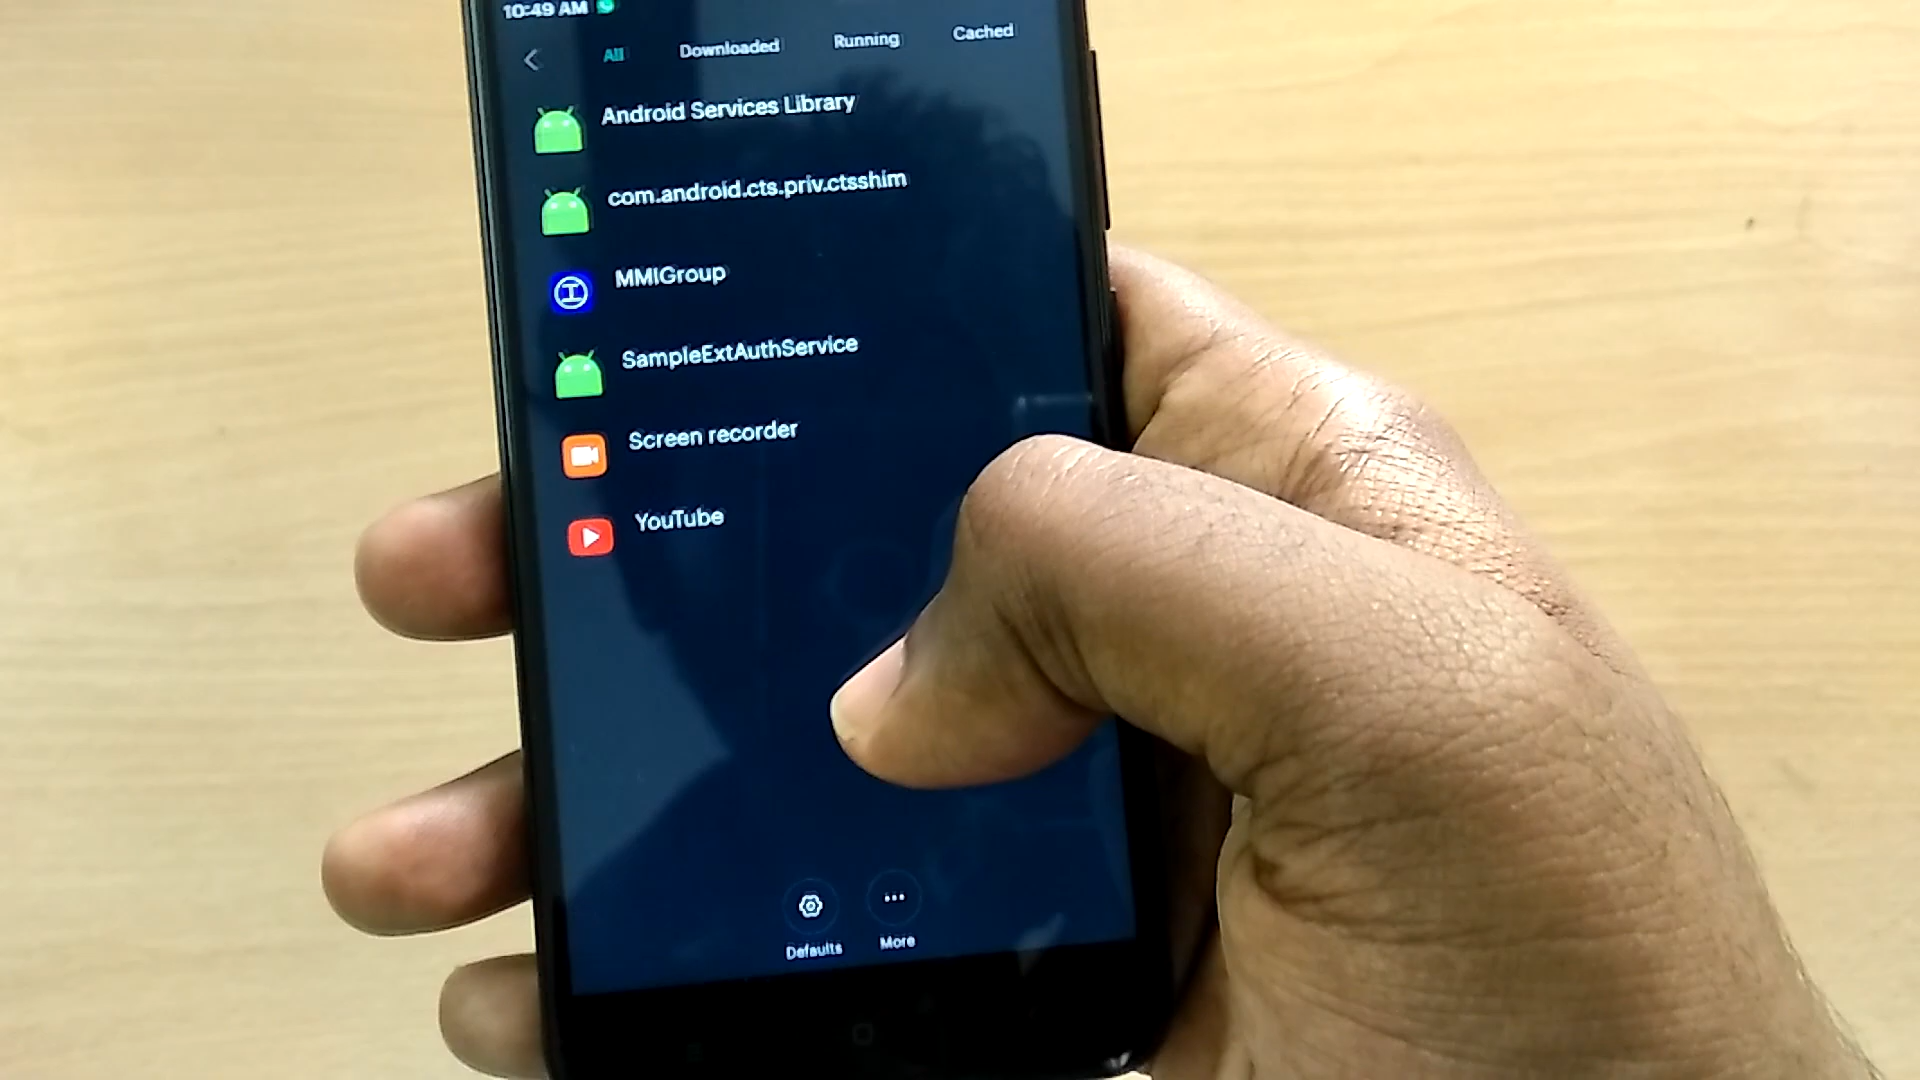 10:49 AM
All Downloaded Running Cached
Android Services Library
com.android.cts.priv.ctsshim
MMIGroup
SampleExtAuthService
Screen recorder
YouTube
Defaults More